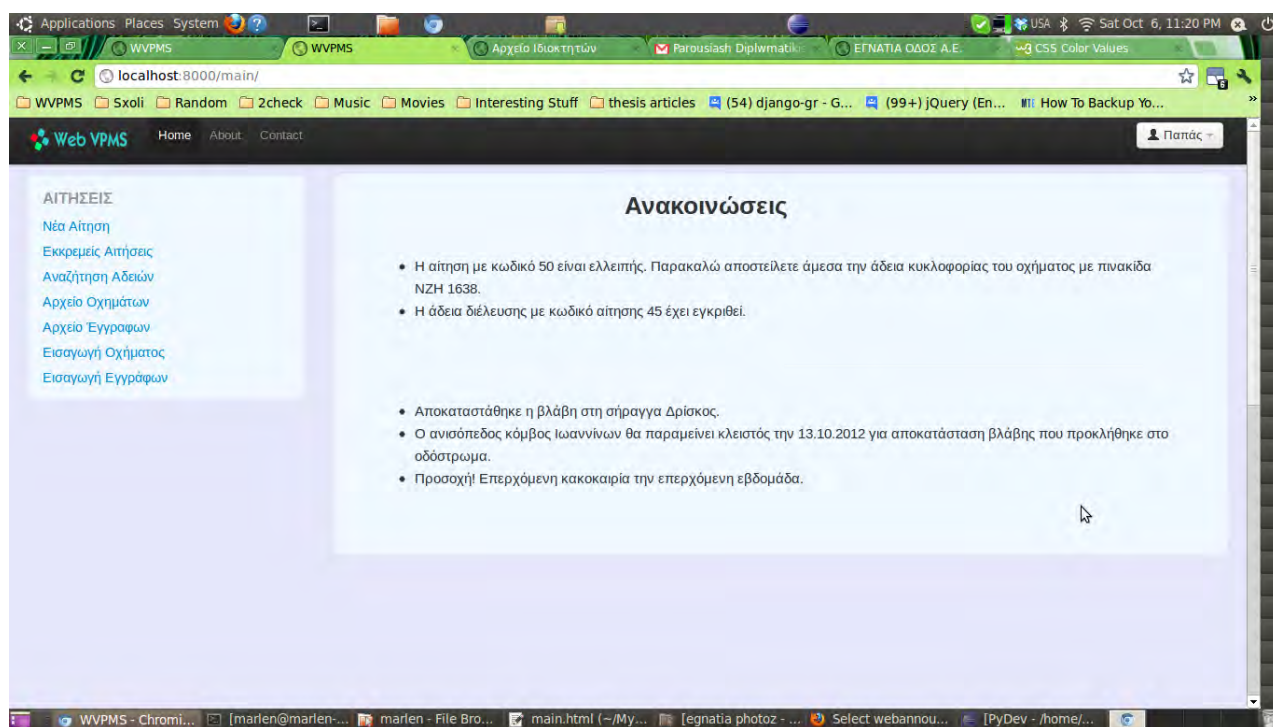 Applications Places System USA Sat Oct 6, 11:20 PM
WVPMS WVPMS Αρχείο Ιδιοκτητών Parousiash Diplwmatik ΕΓΝΑΤΙΑ ΟΔΟΣ Α.Ε. CSS Color Values
localhost:8000/main/
WVPMS Sxoli Random 2check Music Movies Interesting Stuff thesis articles (54) django-gr - G... (99+) jQuery (En... How To Backup Yo... »
Web VPMS Home About Contact Παπάς
ΑΙΤΗΣΕΙΣ
Νέα Αίτηση
Εκκρεμείς Αιτήσεις
Αναζήτηση Αδειών
Αρχείο Οχημάτων
Αρχείο Έγγραφων
Εισαγωγή Οχήματος
Εισαγωγή Εγγράφων
Ανακοινώσεις
• Η αίτηση με κωδικό 50 είναι ελλειπής. Παρακαλώ αποστείλετε άμεσα την άδεια κυκλοφορίας του οχήματος με πινακίδα
ΝΖΗ 1638.
• Η άδεια διέλευσης με κωδικό αίτησης 45 έχει εγκριθεί.
• Αποκαταστάθηκε η βλάβη στη σήραγγα Δρίσκος.
• Ο ανισόπεδος κόμβος Ιωαννίνων θα παραμείνει κλειστός την 13.10.2012 για αποκατάσταση βλάβης που προκλήθηκε στο
οδόστρωμα.
• Προσοχή! Επερχόμενη κακοκαιρία την επερχόμενη εβδομάδα.
WVPMS - Chromi... [marlen@marlen-... marlen - File Bro... main.html (~/My... [egnatia photoz - ... Select webannou... [PyDev - /home/...